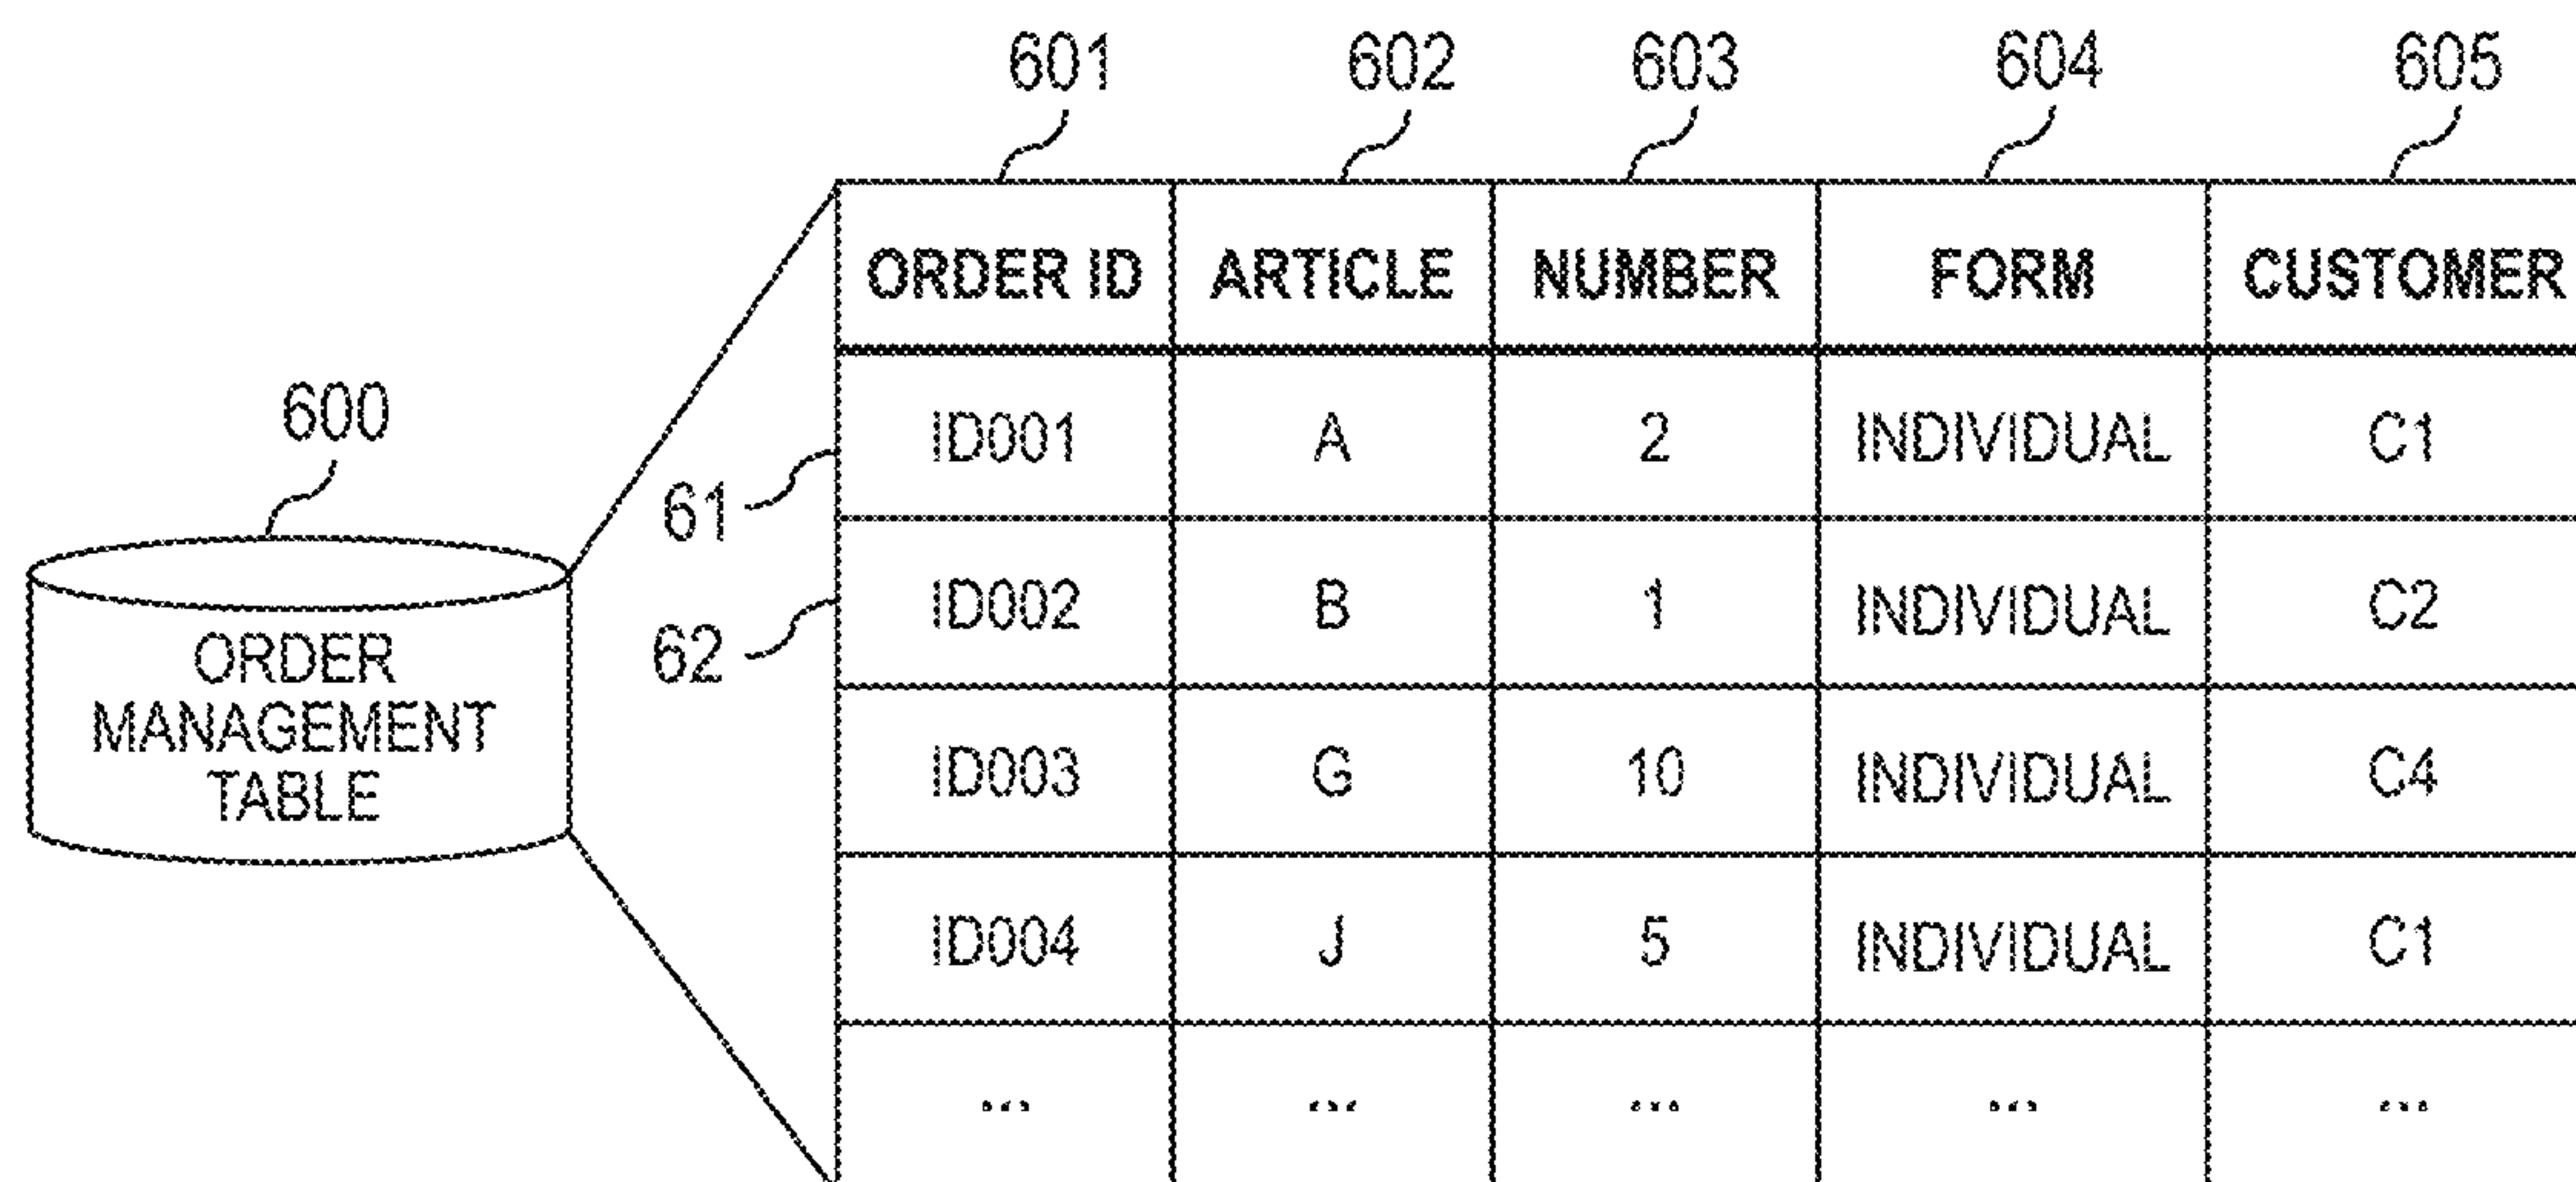 601 602 603 604 605
ORDER ID ARTICLE NUMBER FORM CUSTOMER
600
61
62
ORDER
MANAGEMENT
TABLE
ID001 A 2 INDIVIDUAL C1
ID002 B 1 INDIVIDUAL C2
ID003 G 10 INDIVIDUAL C4
ID004 J 5 INDIVIDUAL C1
... ... ... ... ...